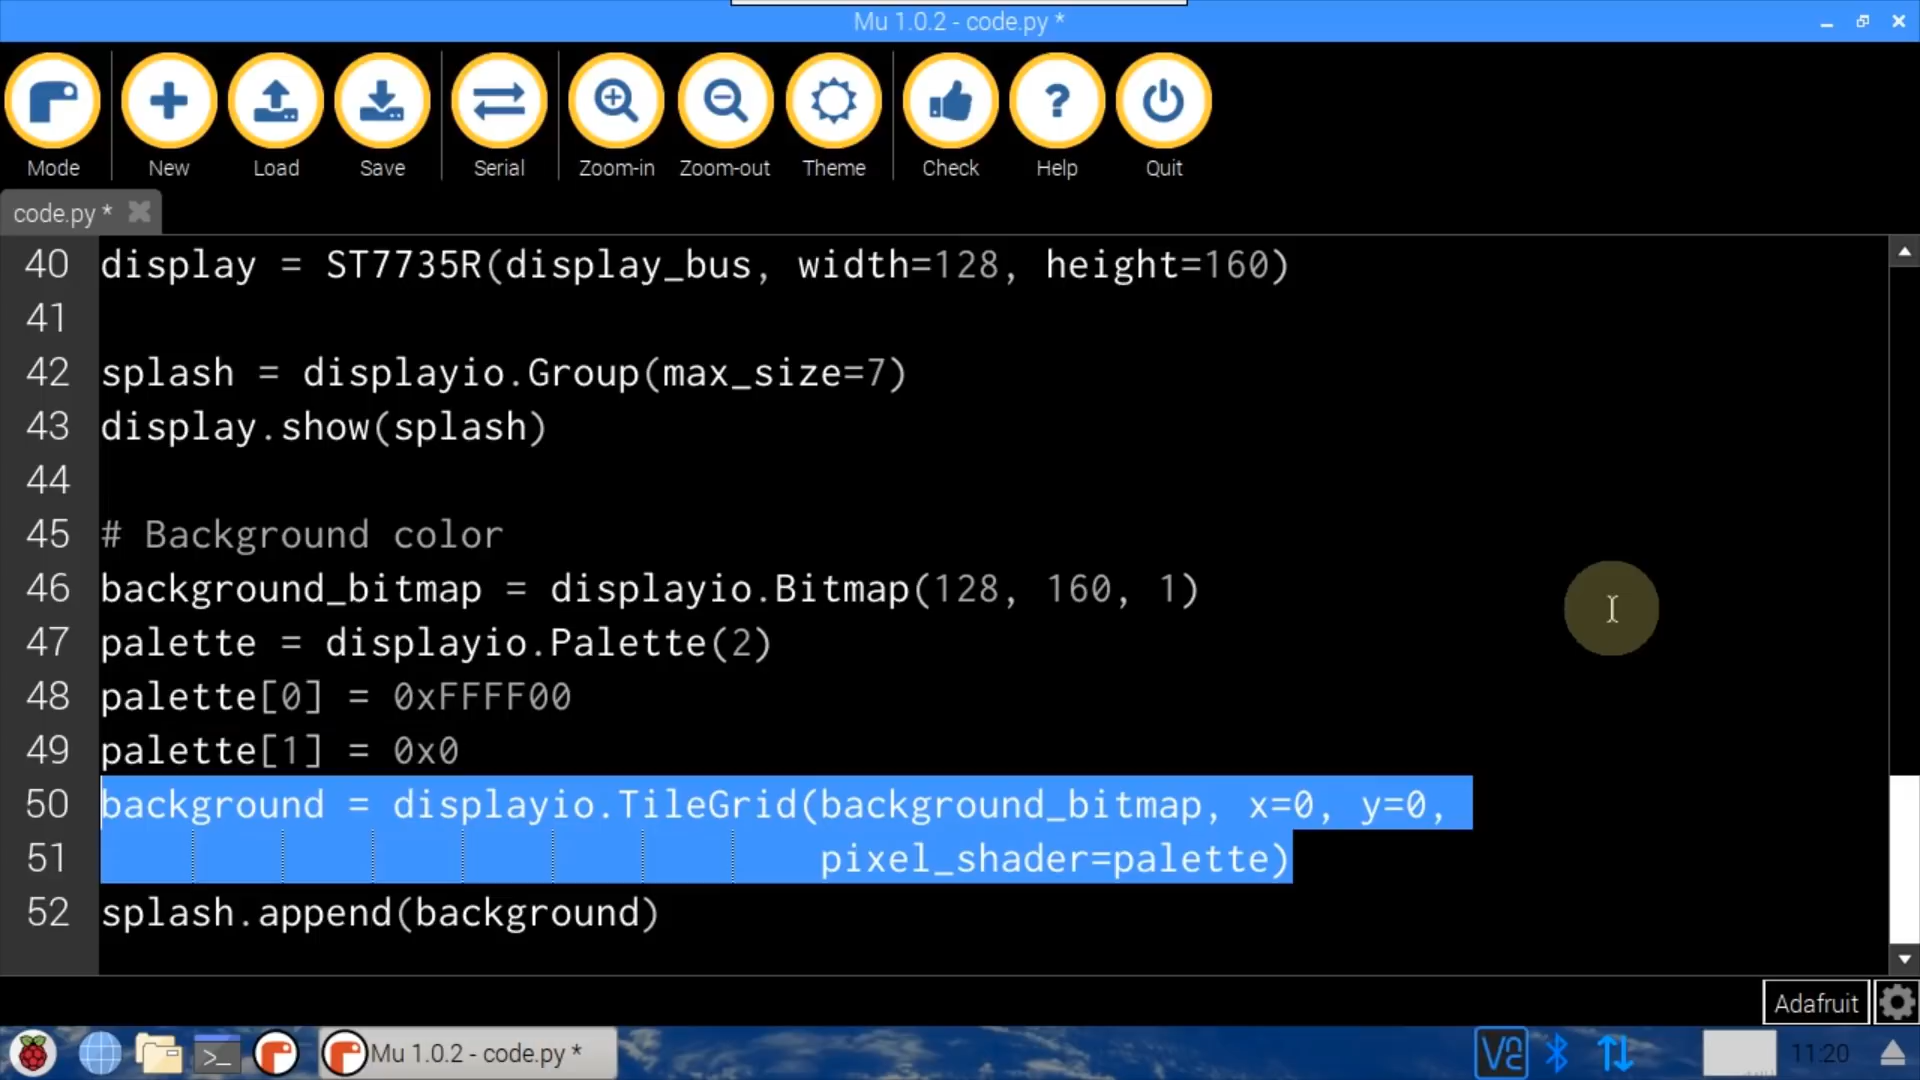 Mu 1.0.2 - code.py *
Mode New Load Save Serial Zoom-in Zoom-out Theme Check Help Quit
code.py *
40 display = ST7735R(display_bus, width=128, height=160)
41
42 splash = displayio.Group(max_size=7)
43 display.show(splash)
44
45 # Background color
46 background_bitmap = displayio.Bitmap(128, 160, 1)
47 palette = displayio.Palette(2)
48 palette[0] = 0xFFFF00
49 palette[1] = 0x0
50 background = displayio.TileGrid(background_bitmap, x=0, y=0,
51 pixel_shader=palette)
52 splash.append(background)
Adafruit
Mu 1.0.2 - code.py *
11:20